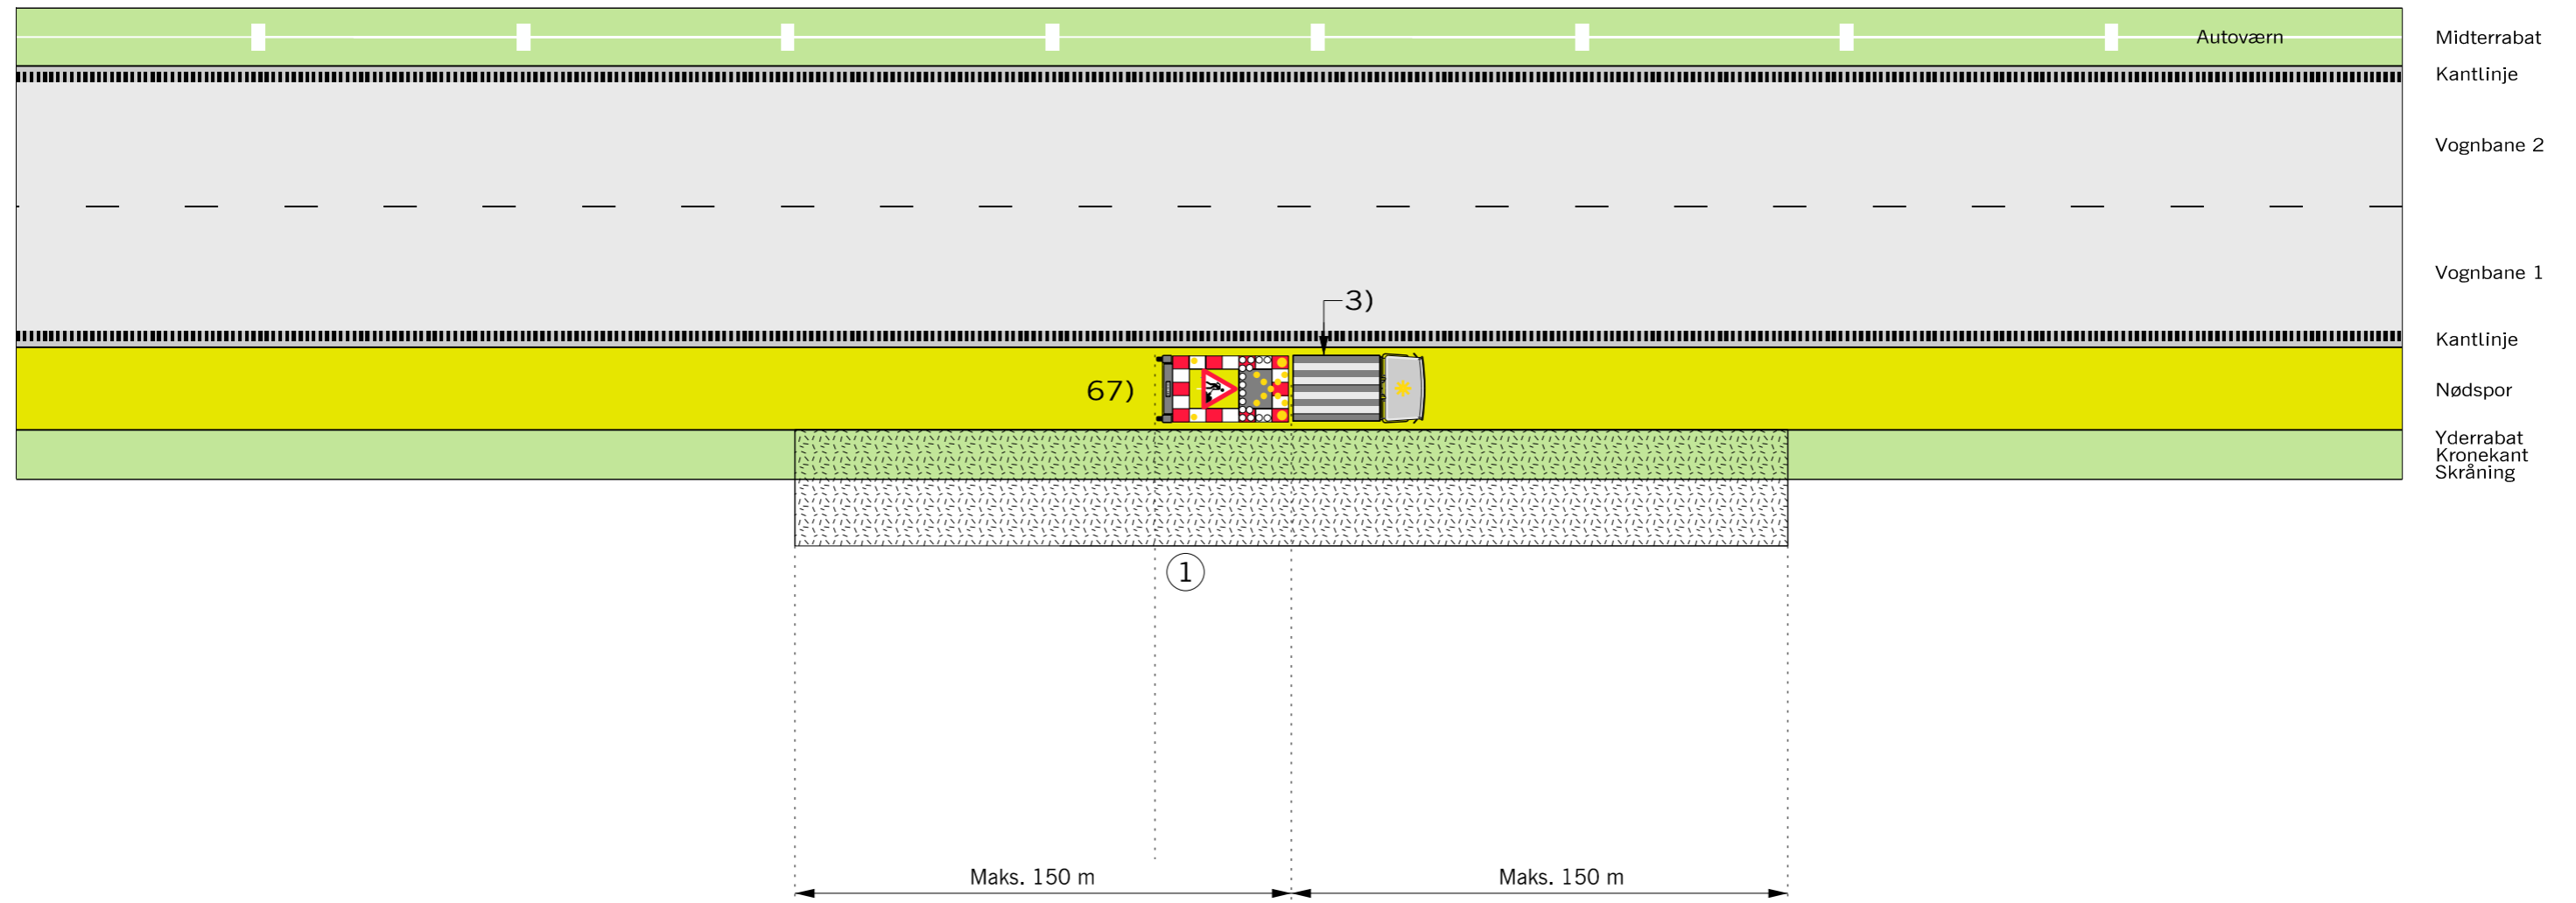 Autoværn
Midterrabat
Kantlinje
Vognbane 2
Vognbane 1
3)
Kantlinje
67)
Nødspor
Yderrabat
Kronekant
Skråning
1
Maks. 150 m
Maks. 150 m